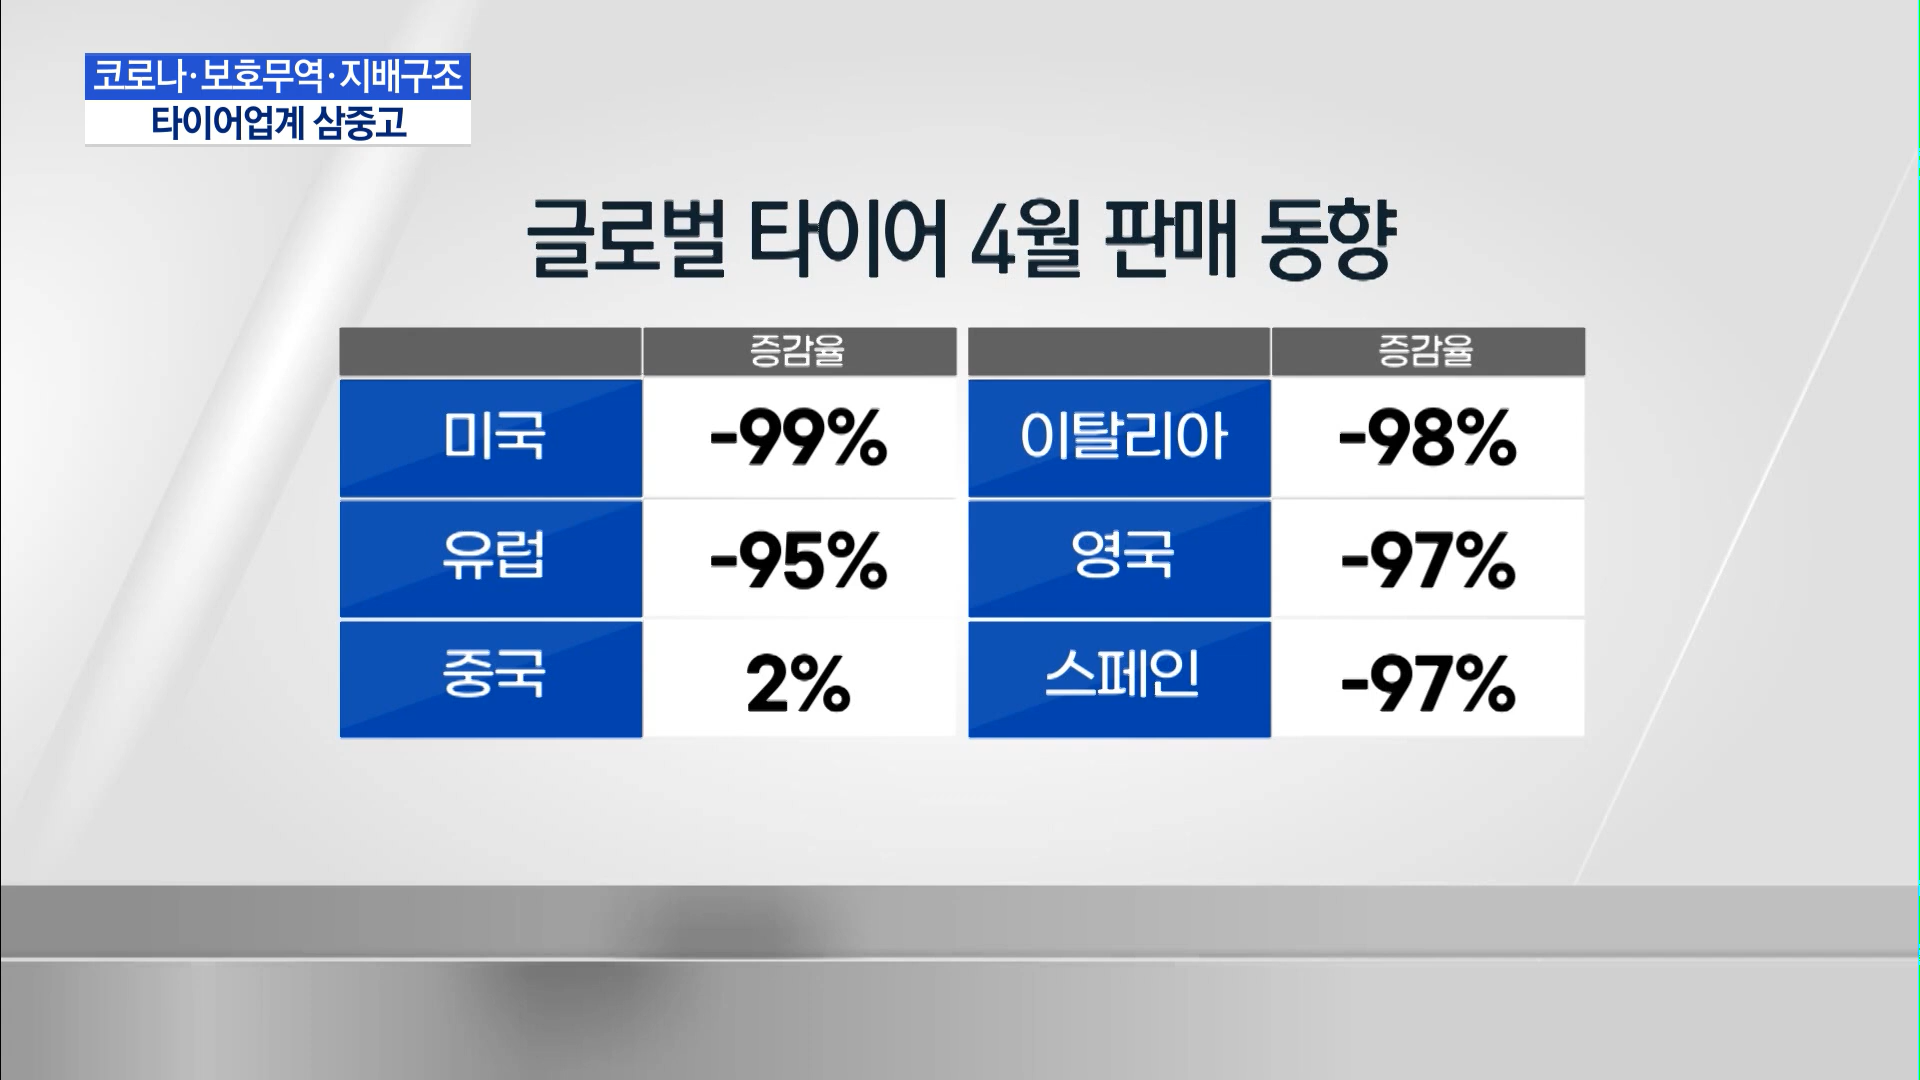 코로나·보호무역·지배구조
타이어업계 삼중고
글로벌 타이어 4월 판매 동향
증감율 증감율
미국 -99% 이탈리아 -98%
유럽 -95% 영국 -97%
중국 2% 스페인 -97%